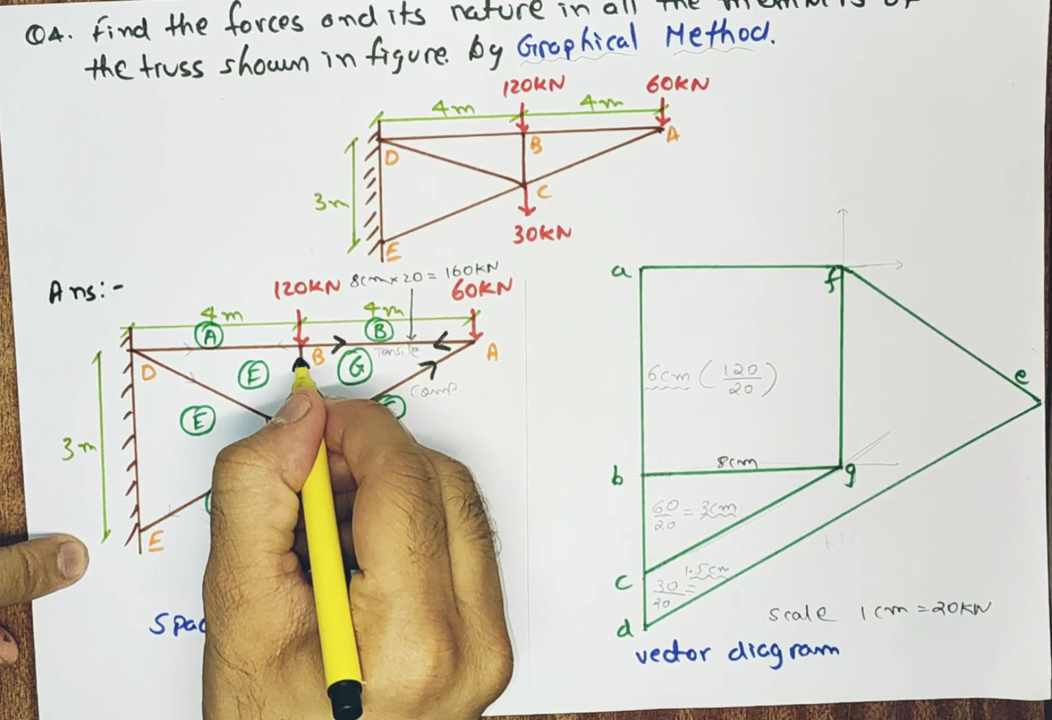 Q4. Find the forces and its nature in all the members of
the truss shown in figure by Graphical Method.
120KN 60KN
4m 4m
D B A
3m
C
30KN
E
8cm×20 = 160KN
Ans:-
120KN 60KN
4m 4m
A B
D B Tensile A
E G
Comp
E
3m
E
a f
6cm (120/20)
e
8cm
b g
60/20 = 3cm
1.5cm
c 30/20 =
d
scale 1cm = 20KN
vector diagram